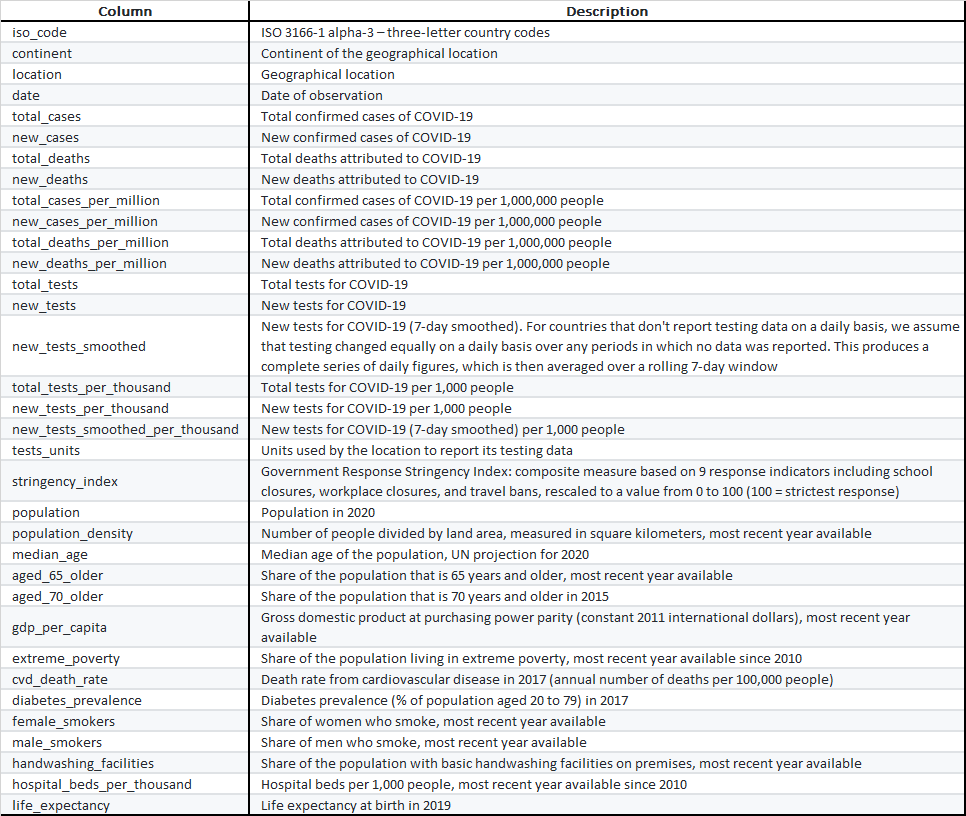 Column Description
iso_code ISO 3166-1 alpha-3 – three-letter country codes
continent Continent of the geographical location
location Geographical location
date Date of observation
total_cases Total confirmed cases of COVID-19
new_cases New confirmed cases of COVID-19
total_deaths Total deaths attributed to COVID-19
new_deaths New deaths attributed to COVID-19
total_cases_per_million Total confirmed cases of COVID-19 per 1,000,000 people
new_cases_per_million New confirmed cases of COVID-19 per 1,000,000 people
total_deaths_per_million Total deaths attributed to COVID-19 per 1,000,000 people
new_deaths_per_million New deaths attributed to COVID-19 per 1,000,000 people
total_tests Total tests for COVID-19
new_tests New tests for COVID-19
new_tests_smoothed New tests for COVID-19 (7-day smoothed). For countries that don't report testing data on a daily basis, we assume
that testing changed equally on a daily basis over any periods in which no data was reported. This produces a
complete series of daily figures, which is then averaged over a rolling 7-day window
total_tests_per_thousand Total tests for COVID-19 per 1,000 people
new_tests_per_thousand New tests for COVID-19 per 1,000 people
new_tests_smoothed_per_thousand New tests for COVID-19 (7-day smoothed) per 1,000 people
tests_units Units used by the location to report its testing data
stringency_index Government Response Stringency Index: composite measure based on 9 response indicators including school
closures, workplace closures, and travel bans, rescaled to a value from 0 to 100 (100 = strictest response)
population Population in 2020
population_density Number of people divided by land area, measured in square kilometers, most recent year available
median_age Median age of the population, UN projection for 2020
aged_65_older Share of the population that is 65 years and older, most recent year available
aged_70_older Share of the population that is 70 years and older in 2015
gdp_per_capita Gross domestic product at purchasing power parity (constant 2011 international dollars), most recent year
available
extreme_poverty Share of the population living in extreme poverty, most recent year available since 2010
cvd_death_rate Death rate from cardiovascular disease in 2017 (annual number of deaths per 100,000 people)
diabetes_prevalence Diabetes prevalence (% of population aged 20 to 79) in 2017
female_smokers Share of women who smoke, most recent year available
male_smokers Share of men who smoke, most recent year available
handwashing_facilities Share of the population with basic handwashing facilities on premises, most recent year available
hospital_beds_per_thousand Hospital beds per 1,000 people, most recent year available since 2010
life_expectancy Life expectancy at birth in 2019